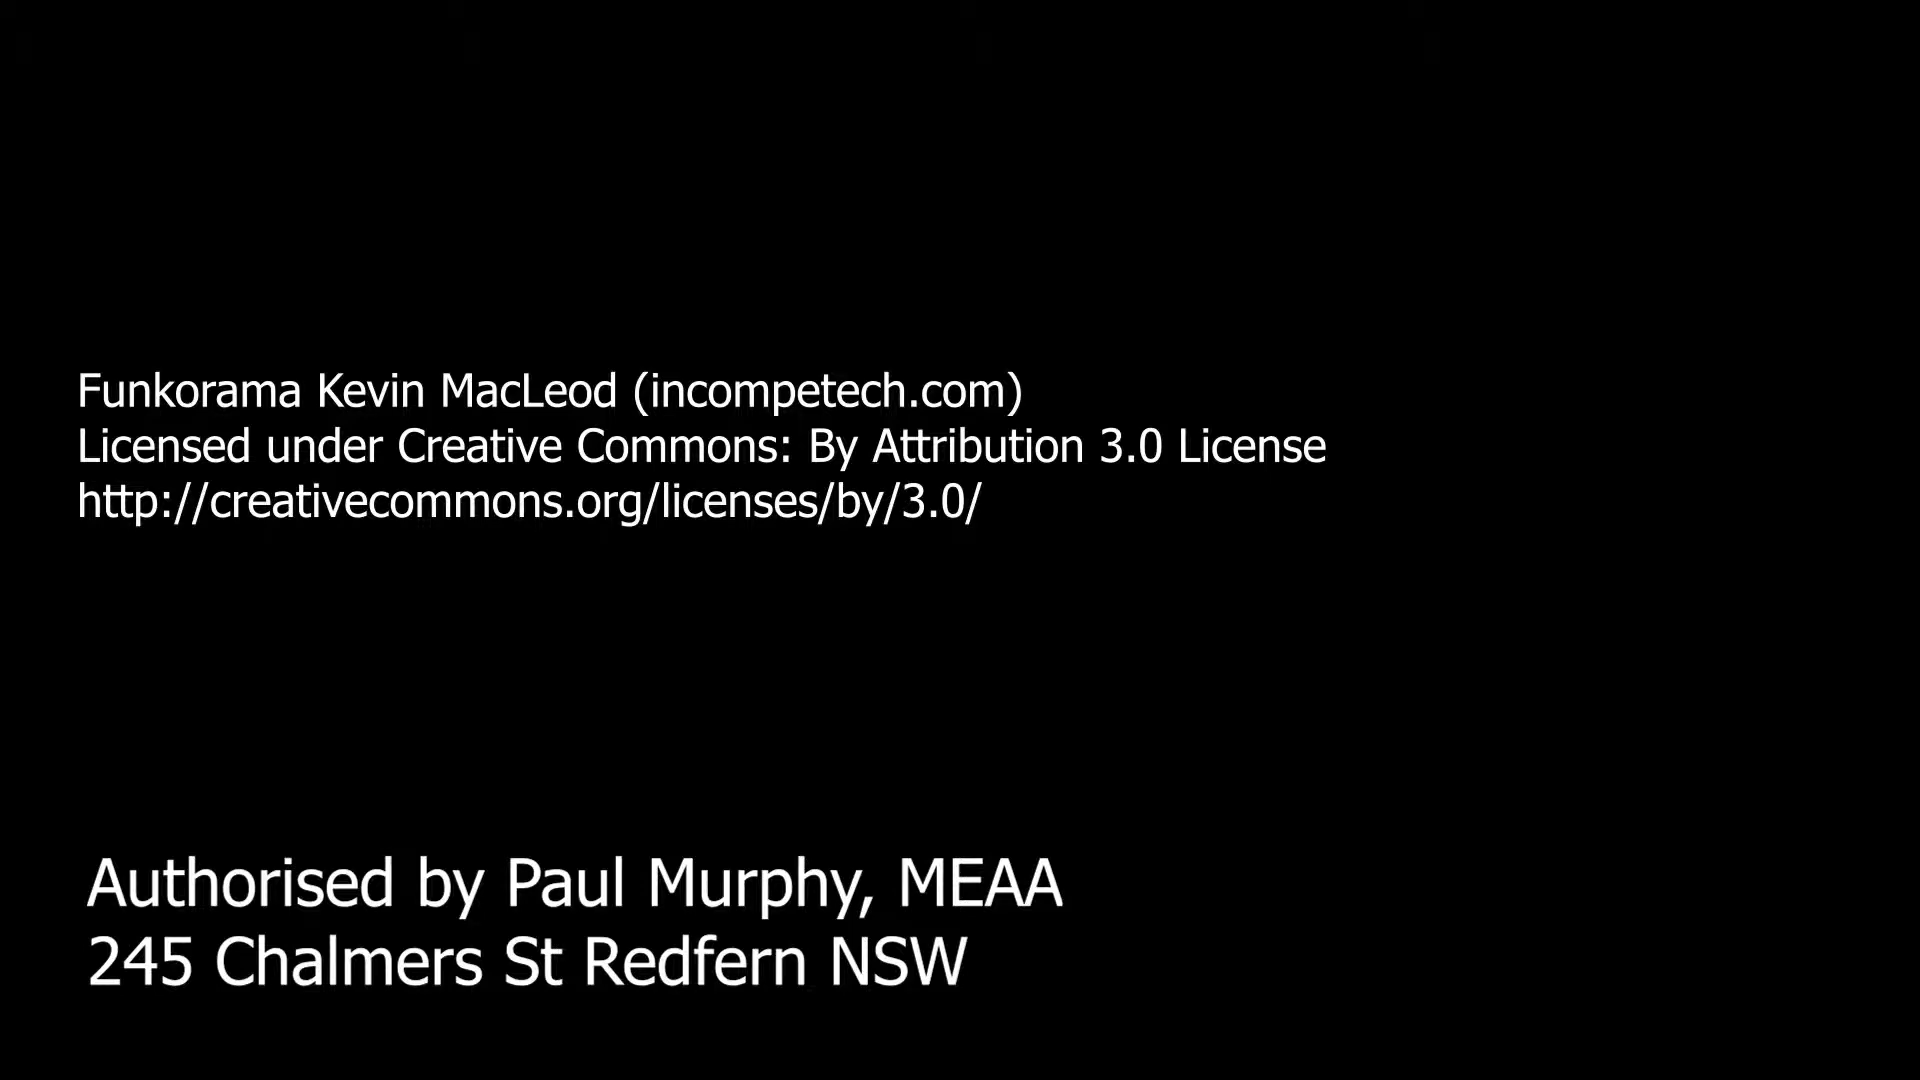 Funkorama Kevin MacLeod (incompetech.com)
Licensed under Creative Commons: By Attribution 3.0 License
http://creativecommons.org/licenses/by/3.0/
Authorised by Paul Murphy, MEAA
245 Chalmers St Redfern NSW